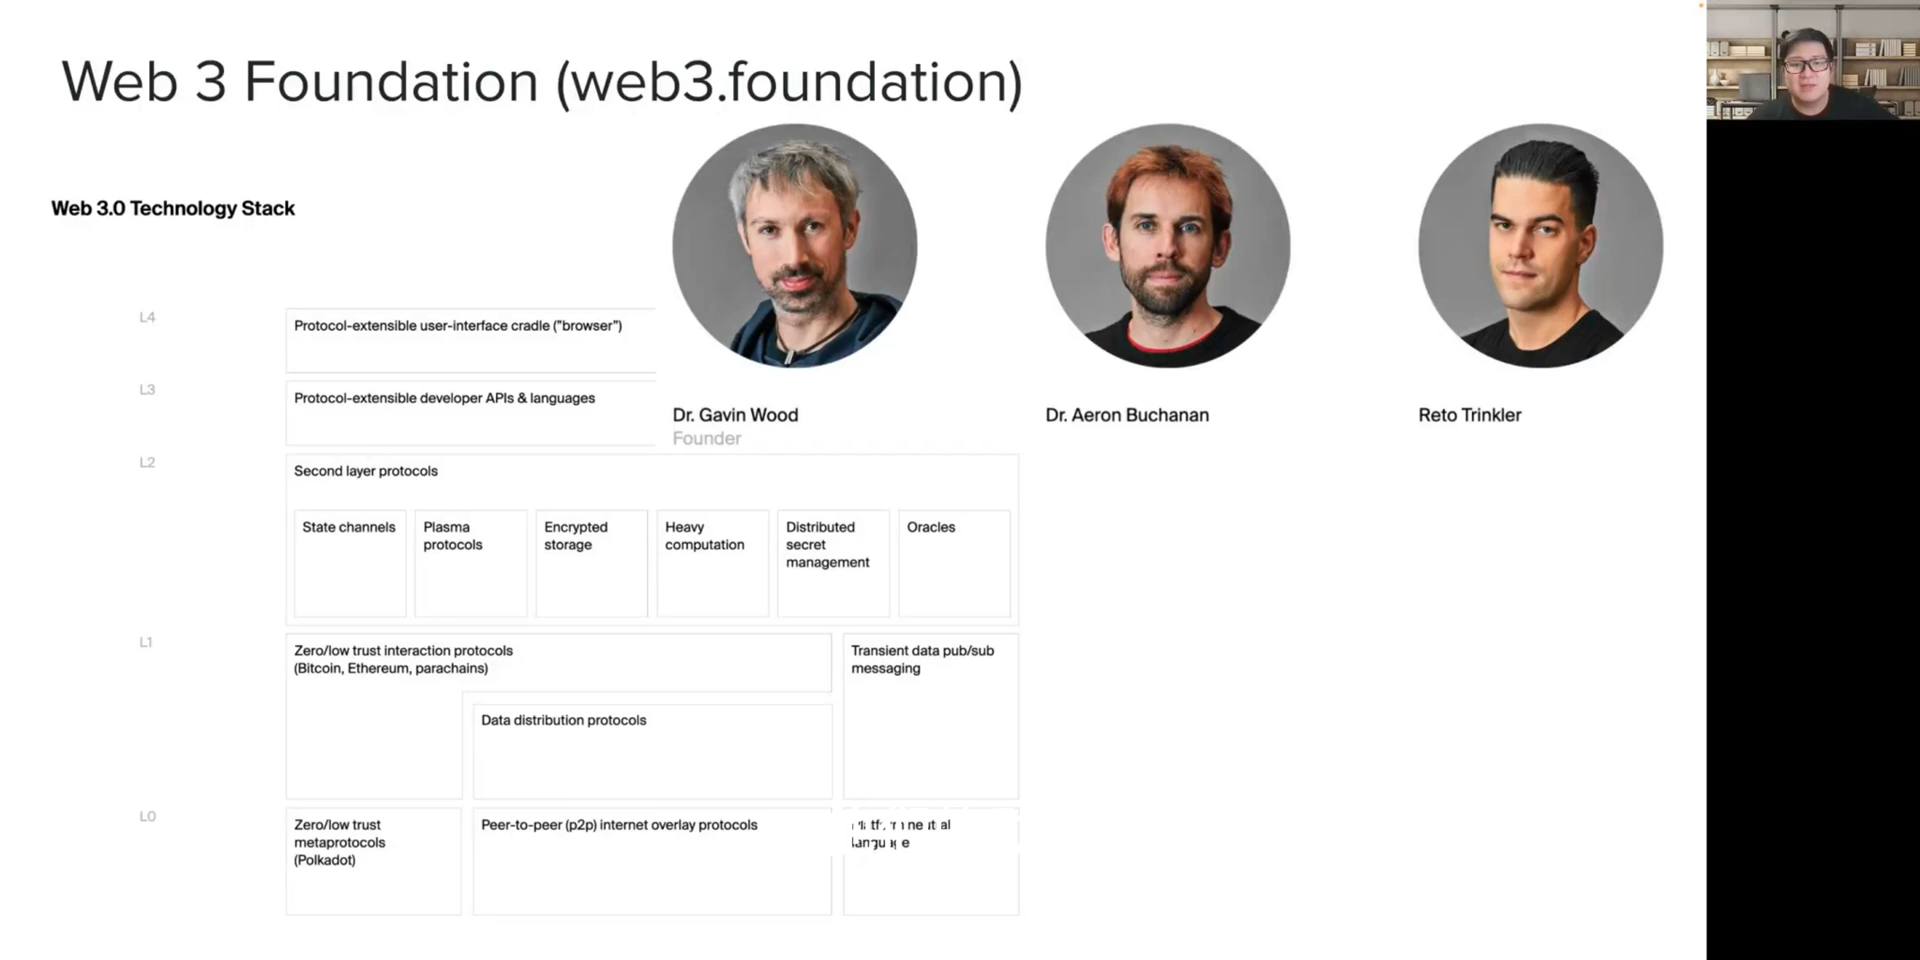 Web 3 Foundation (web3.foundation)
Web 3.0 Technology Stack
Dr. Gavin Wood
Founder
Dr. Aeron Buchanan
Reto Trinkler
L4
Protocol-extensible user-interface cradle ("browser")
L3
Protocol-extensible developer APIs & languages
L2
Second layer protocols
State channels
Plasma
protocols
Encrypted
storage
Heavy
computation
Distributed
secret
management
Oracles
L1
Zero/low trust interaction protocols
(Bitcoin, Ethereum, parachains)
Data distribution protocols
Transient data pub/sub
messaging
L0
Zero/low trust
metaprotocols
(Polkadot)
Peer-to-peer (p2p) internet overlay protocols